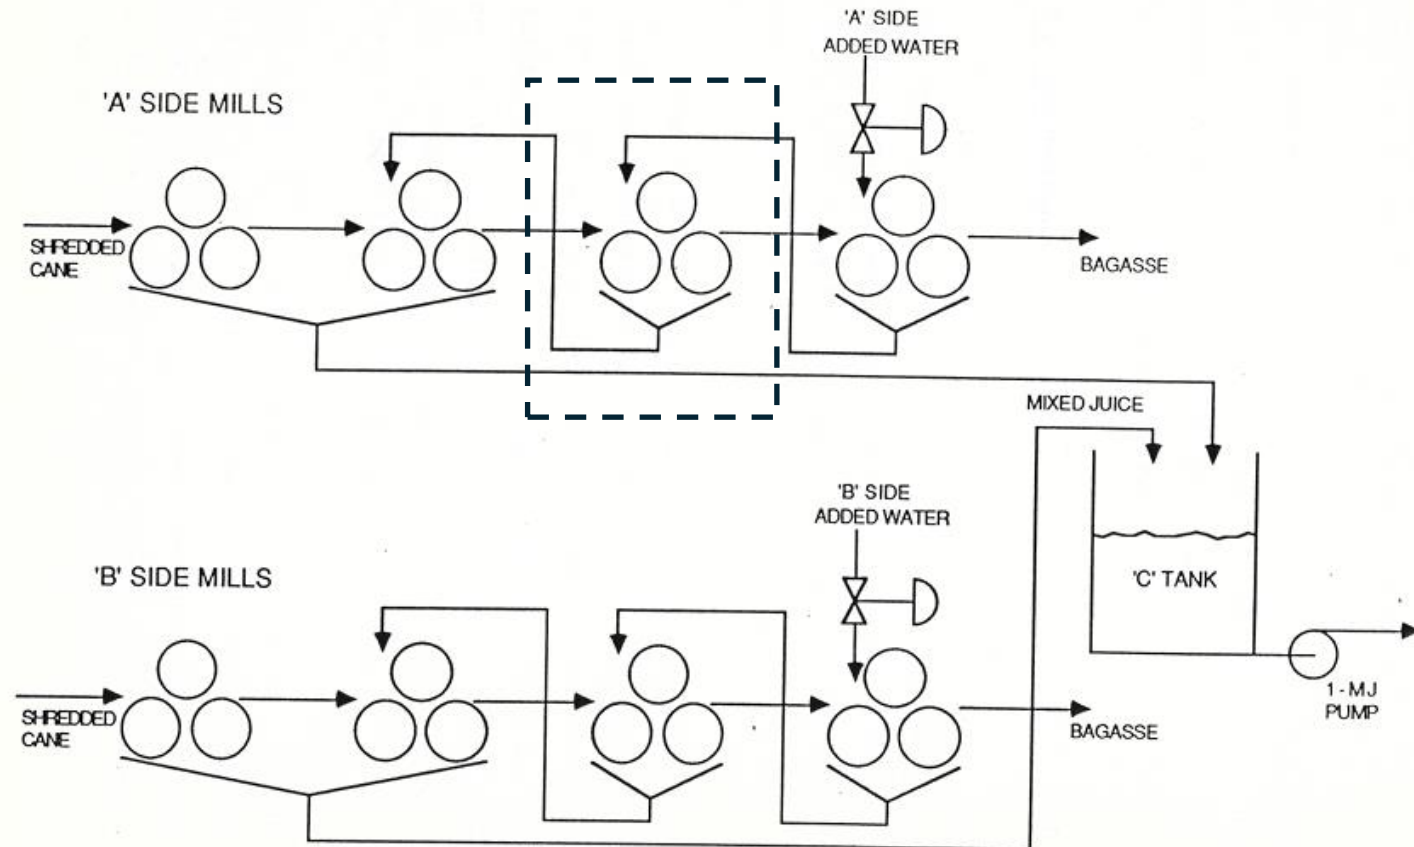 'A' SIDE
ADDED WATER
'A' SIDE MILLS
SHREDDED
CANE
BAGASSE
MIXED JUICE
'B' SIDE
ADDED WATER
'C' TANK
'B' SIDE MILLS
1 - MJ
PUMP
SHREDDED
CANE
BAGASSE